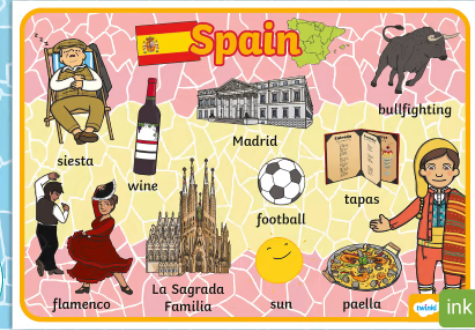 Spain
bullfighting
Madrid
siesta
wine
tapas
football
La Sagrada
Familia
flamenco
sun
paella
twinkl
ink